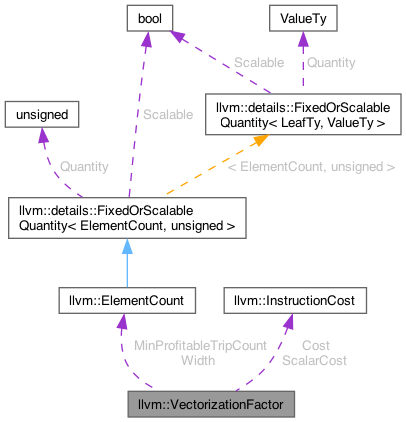 bool
ValueTy
Scalable
Quantity
unsigned
Scalable
llvm::details::FixedOrScalable
Quantity< LeafTy, ValueTy >
Quantity
< ElementCount, unsigned >
llvm::details::FixedOrScalable
Quantity< ElementCount, unsigned >
llvm::ElementCount
llvm::InstructionCost
MinProfitableTripCount
Width
Cost
ScalarCost
llvm::VectorizationFactor